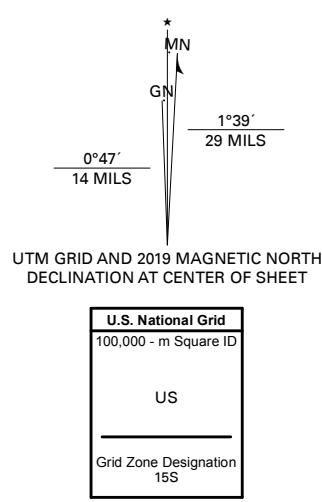 ★
MN
GN
1°39´
29 MILS
0°47´
14 MILS
UTM GRID AND 2019 MAGNETIC NORTH
DECLINATION AT CENTER OF SHEET
U.S. National Grid
100,000 - m Square ID
US
Grid Zone Designation
15S